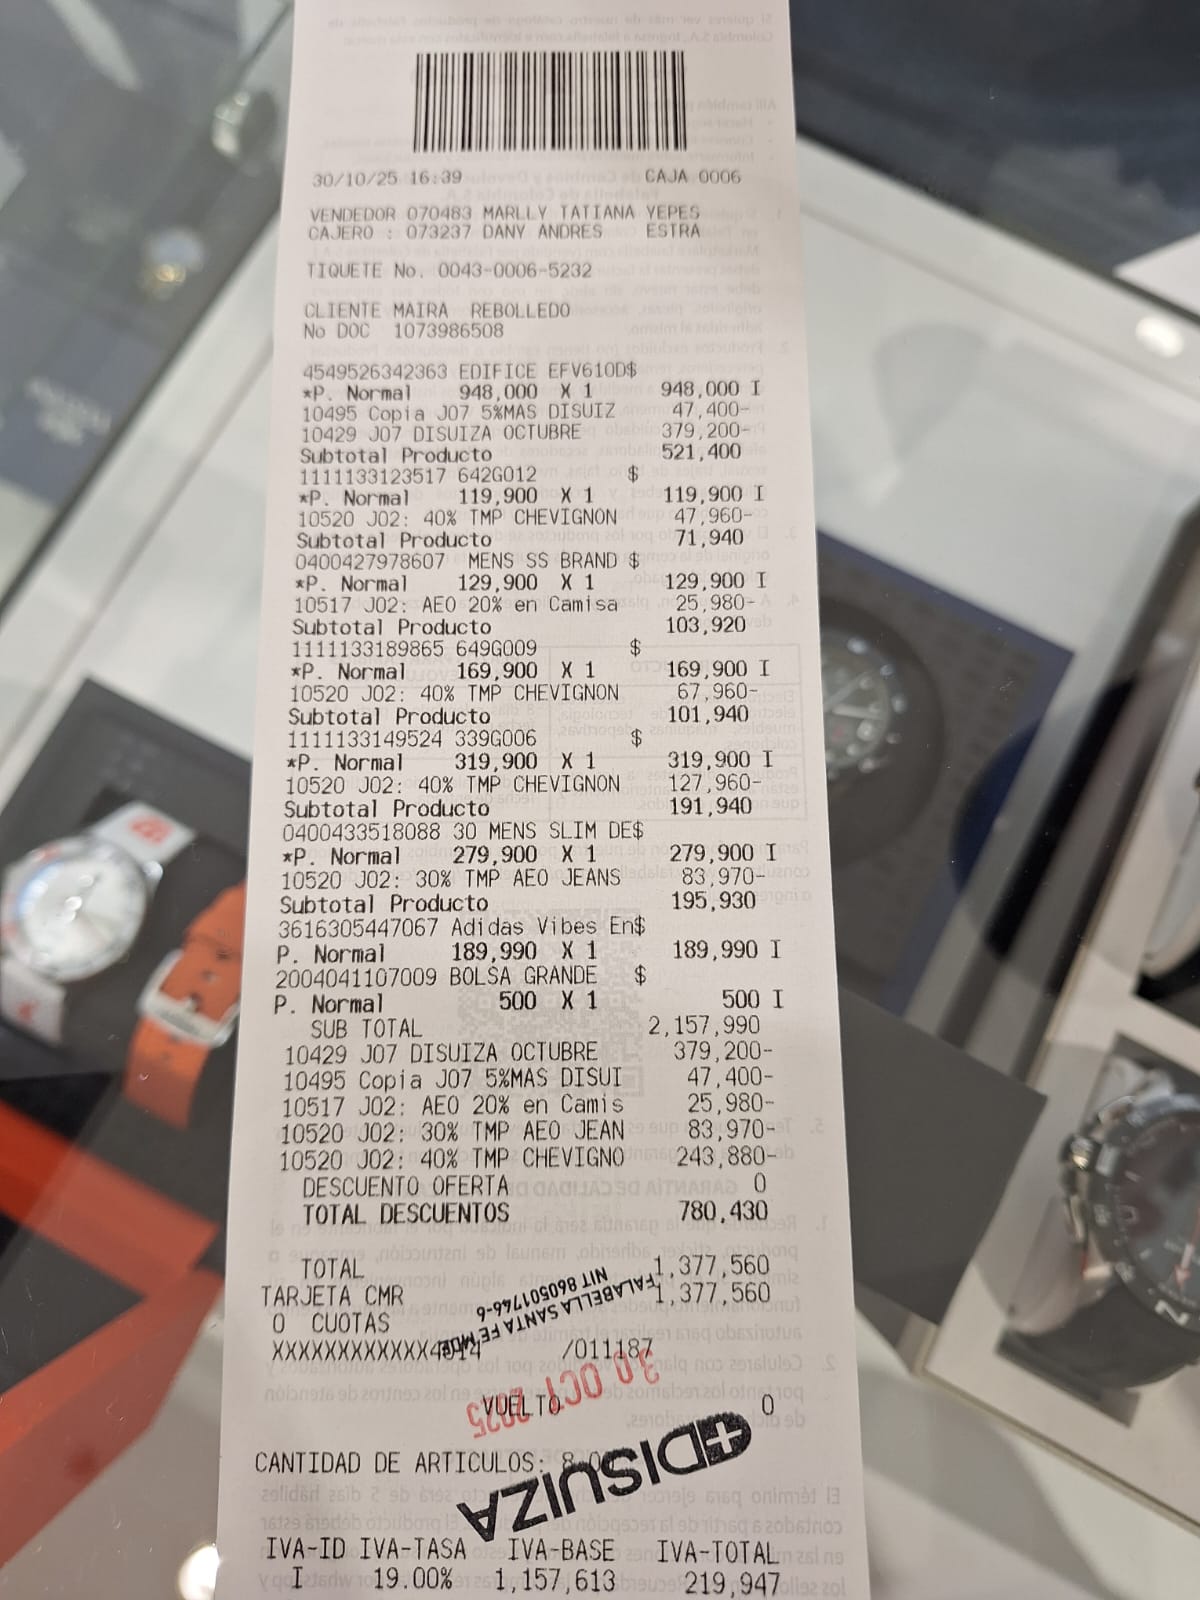 30/10/25 16:39 CAJA 0006
VENDEDOR 070483 MARLLY TATIANA YEPES
CAJERO : 073237 DANY ANDRES ESTRA
TIQUETE No. 0043-0006-5232
CLIENTE MAIRA REBOLLEDO
No DOC 1073986508
4549526342363 EDIFICE EFV610D$
*P. Normal 948,000 X 1 948,000 I
10495 Copia J07 5%MAS DISUIZ 47,400-
10429 J07 DISUIZA OCTUBRE 379,200-
Subtotal Producto 521,400
1111133123517 642G012 $
*P. Normal 119,900 X 1 119,900 I
10520 J02: 40% TMP CHEVIGNON 47,960-
Subtotal Producto 71,940
0400427978607 MENS SS BRAND $
*P. Normal 129,900 X 1 129,900 I
10517 J02: AEO 20% en Camisa 25,980-
Subtotal Producto 103,920
1111133189865 649G009 $
*P. Normal 169,900 X 1 169,900 I
10520 J02: 40% TMP CHEVIGNON 67,960-
Subtotal Producto 101,940
1111133149524 339G006 $
*P. Normal 319,900 X 1 319,900 I
10520 J02: 40% TMP CHEVIGNON 127,960-
Subtotal Producto 191,940
0400433518088 30 MENS SLIM DE$
*P. Normal 279,900 X 1 279,900 I
10520 J02: 30% TMP AEO JEANS 83,970-
Subtotal Producto 195,930
3616305447067 Adidas Vibes En$
P. Normal 189,990 X 1 189,990 I
2004041107009 BOLSA GRANDE $
P. Normal 500 X 1 500 I
SUB TOTAL 2,157,990
10429 J07 DISUIZA OCTUBRE 379,200-
10495 Copia J07 5%MAS DISUI 47,400-
10517 J02: AEO 20% en Camis 25,980-
10520 J02: 30% TMP AEO JEAN 83,970-
10520 J02: 40% TMP CHEVIGNO 243,880-
DESCUENTO OFERTA 0
TOTAL DESCUENTOS 780,430
TOTAL 1,377,560
TARJETA CMR 1,377,560
0 CUOTAS
FALABELLA SANTA FE MDE
NIT 860501746-6
/011187
30 OCT 2025
VUELTO 0
CANTIDAD DE ARTICULOS:
DISUIZA
IVA-ID IVA-TASA IVA-BASE IVA-TOTAL
I 19.00% 1,157,613 219,947